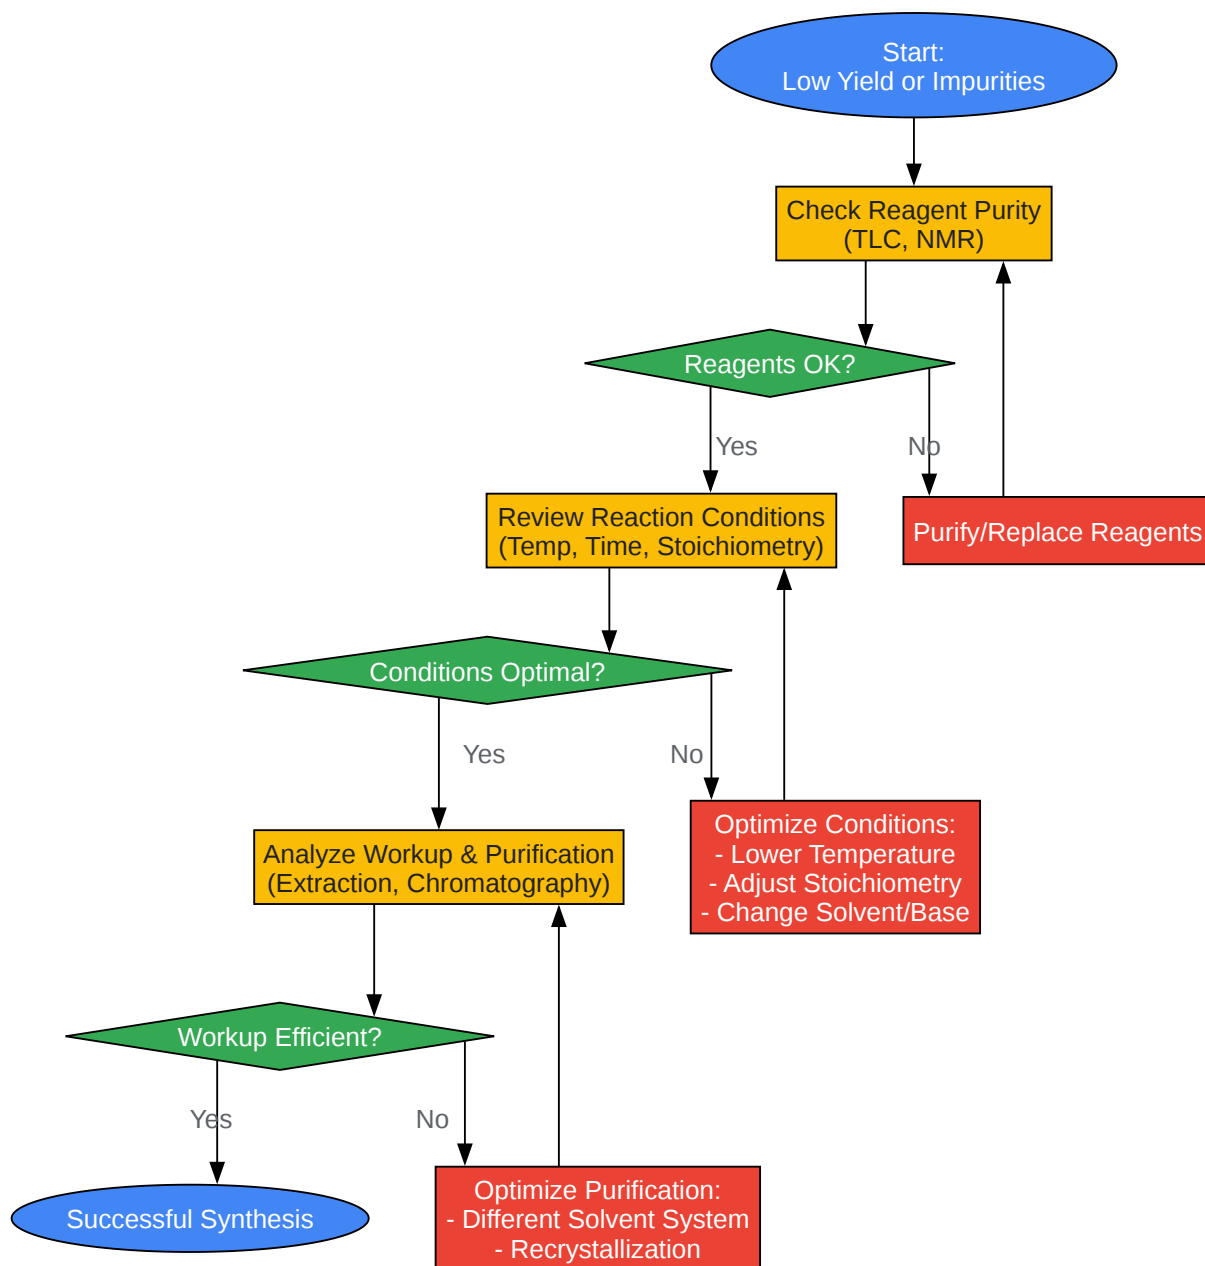 Start:
Low Yield or Impurities
Check Reagent Purity
(TLC, NMR)
Reagents OK?
Yes
No
Review Reaction Conditions
(Temp, Time, Stoichiometry)
Purify/Replace Reagents
Conditions Optimal?
Yes
No
Analyze Workup & Purification
(Extraction, Chromatography)
Optimize Conditions:
- Lower Temperature
- Adjust Stoichiometry
- Change Solvent/Base
Workup Efficient?
Yes
No
Successful Synthesis
Optimize Purification:
- Different Solvent System
- Recrystallization